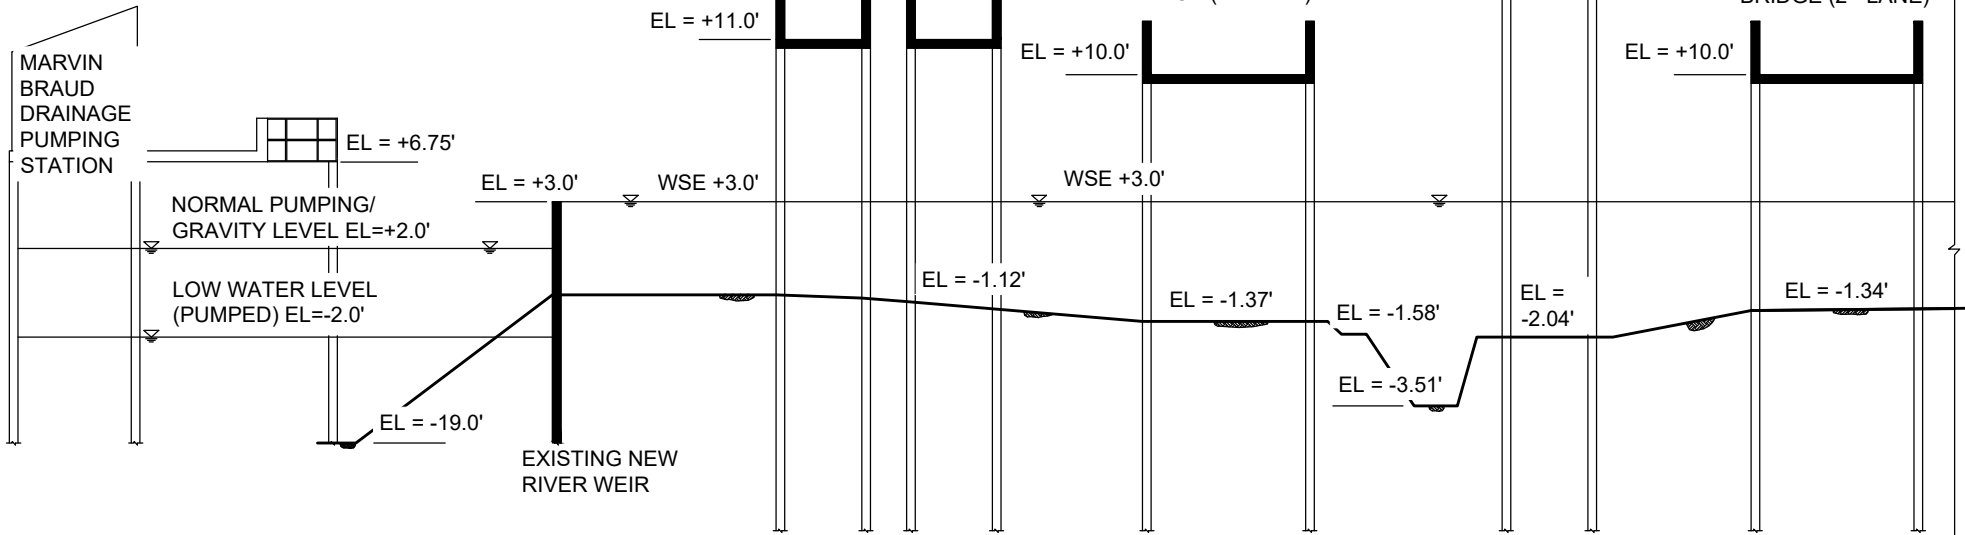 EL = +11.0'
BRIDGE (2 - LANE)
EL = +10.0'
EL = +10.0'
MARVIN
BRAUD
DRAINAGE
PUMPING
STATION
EL = +6.75'
EL = +3.0'
WSE +3.0'
WSE +3.0'
NORMAL PUMPING/
GRAVITY LEVEL EL=+2.0'
LOW WATER LEVEL
(PUMPED) EL=-2.0'
EL = -1.12'
EL = -1.37'
EL = -1.58'
EL =
-2.04'
EL = -1.34'
EL = -3.51'
EL = -19.0'
EXISTING NEW
RIVER WEIR